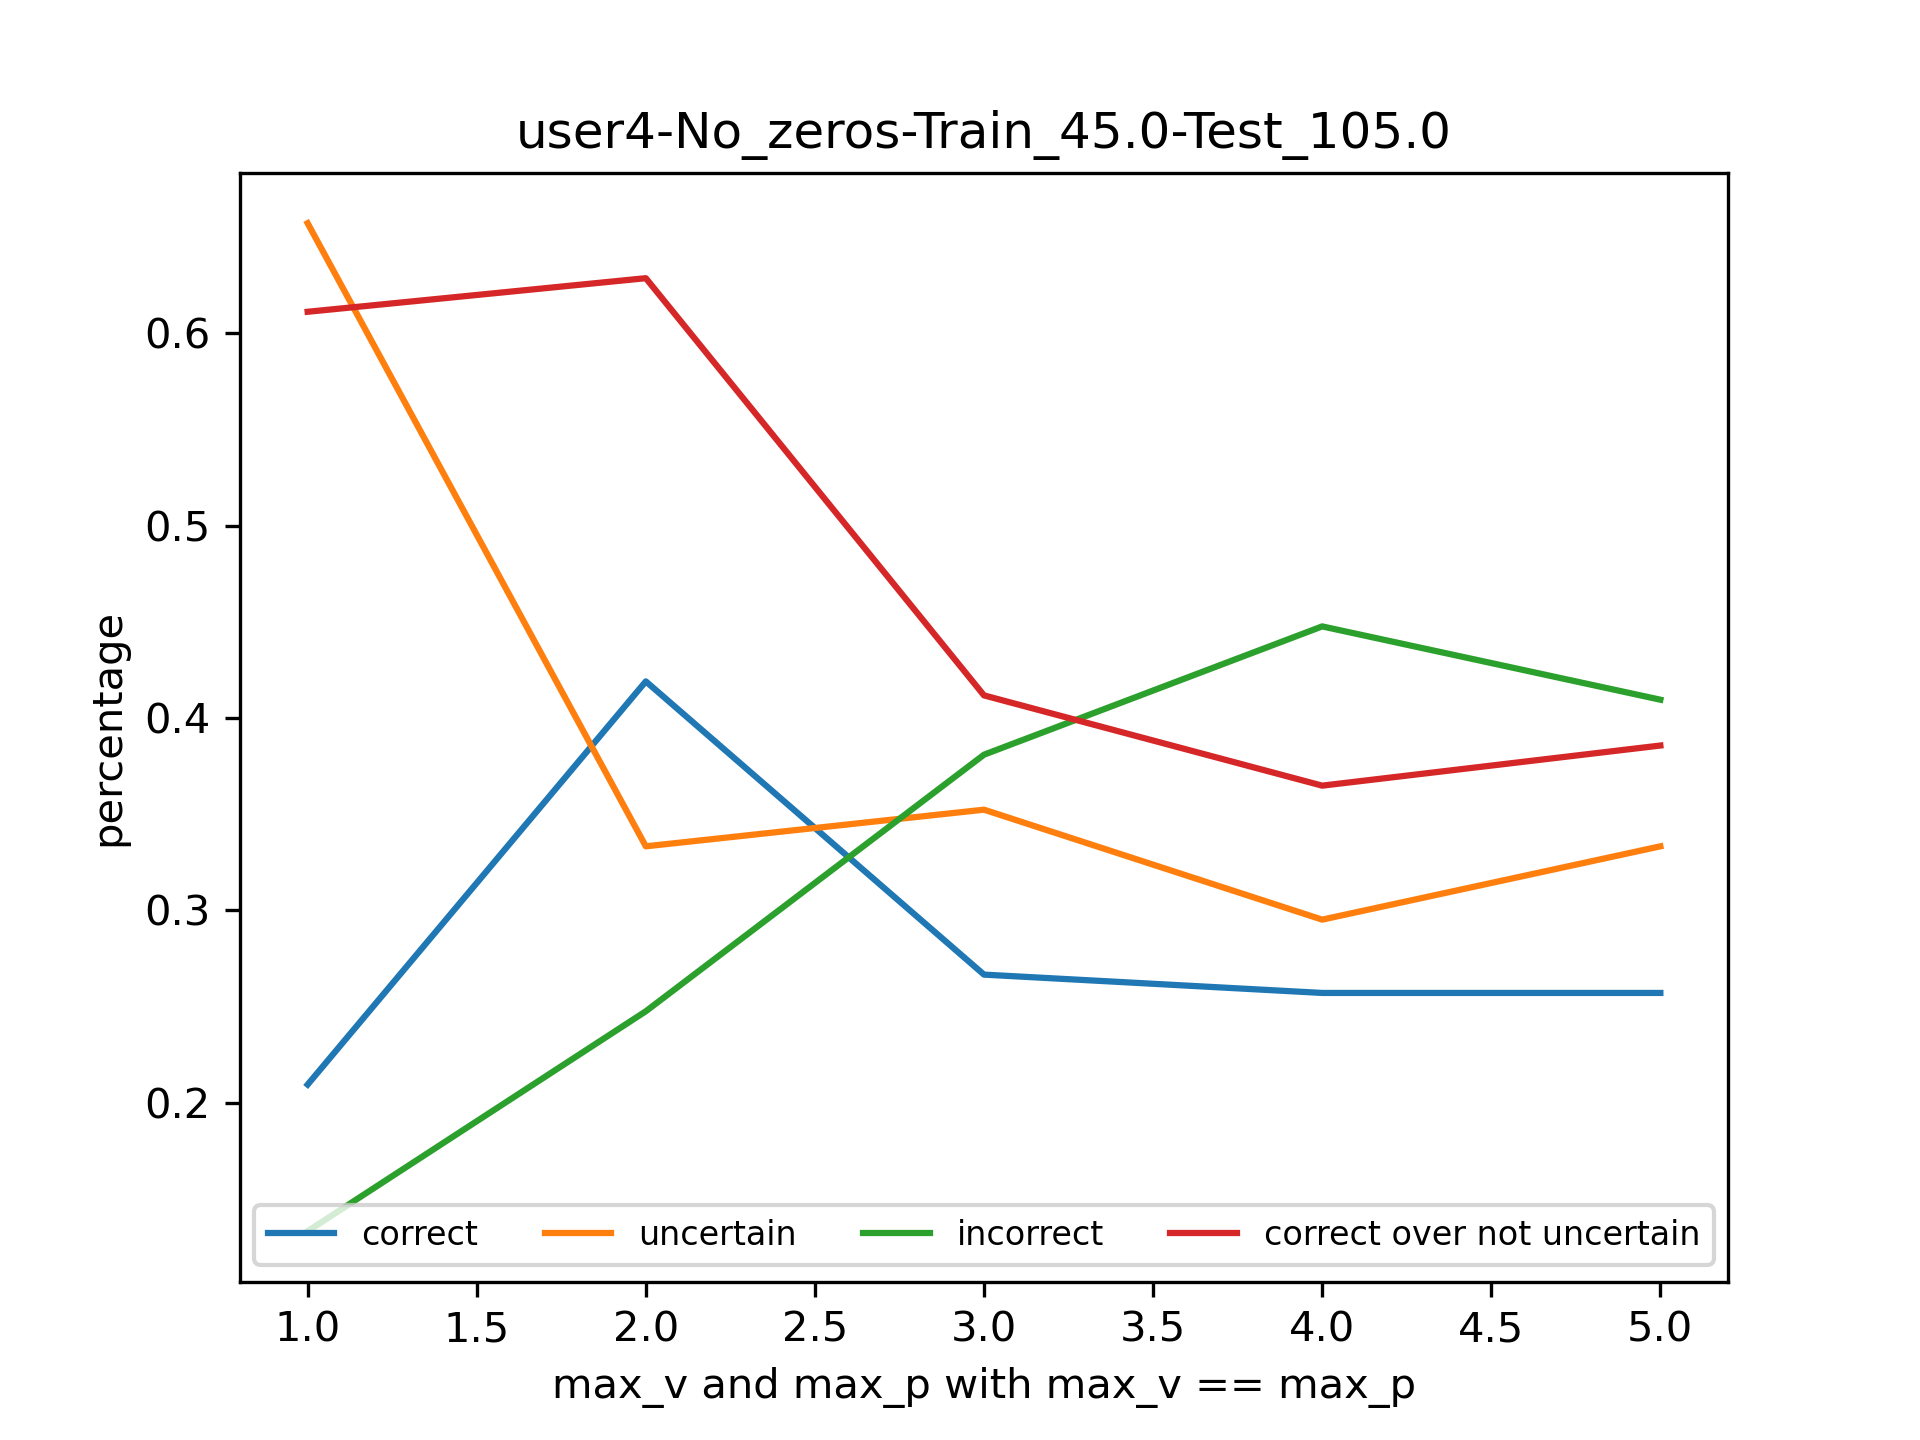 user4-No_zeros-Train_45.0-Test_105.0
percentage
0.6
0.5
0.4
0.3
0.2
correct uncertain incorrect correct over not uncertain
1.0 1.5 2.0 2.5 3.0 3.5 4.0 4.5 5.0
max_v and max_p with max_v == max_p